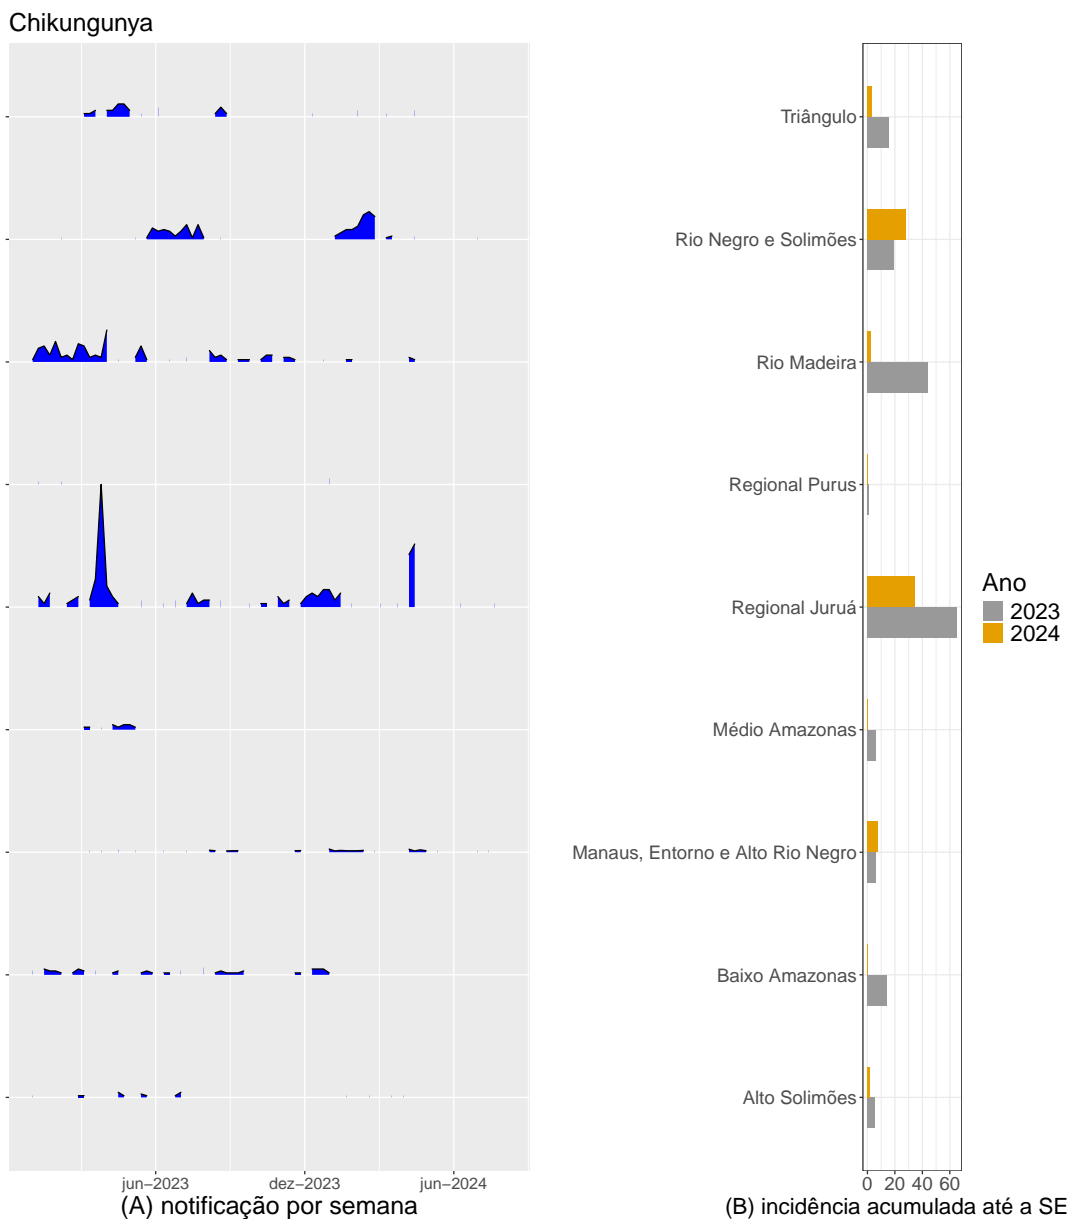 Chikungunya
Triângulo
Rio Negro e Solimões
Rio Madeira
Regional Purus
Regional Juruá
Médio Amazonas
Manaus, Entorno e Alto Rio Negro
Baixo Amazonas
Alto Solimões
Ano
2023
2024
jun−2023 dez−2023 jun−2024
0 20 40 60
(A) notificação por semana
(B) incidência acumulada até a SE